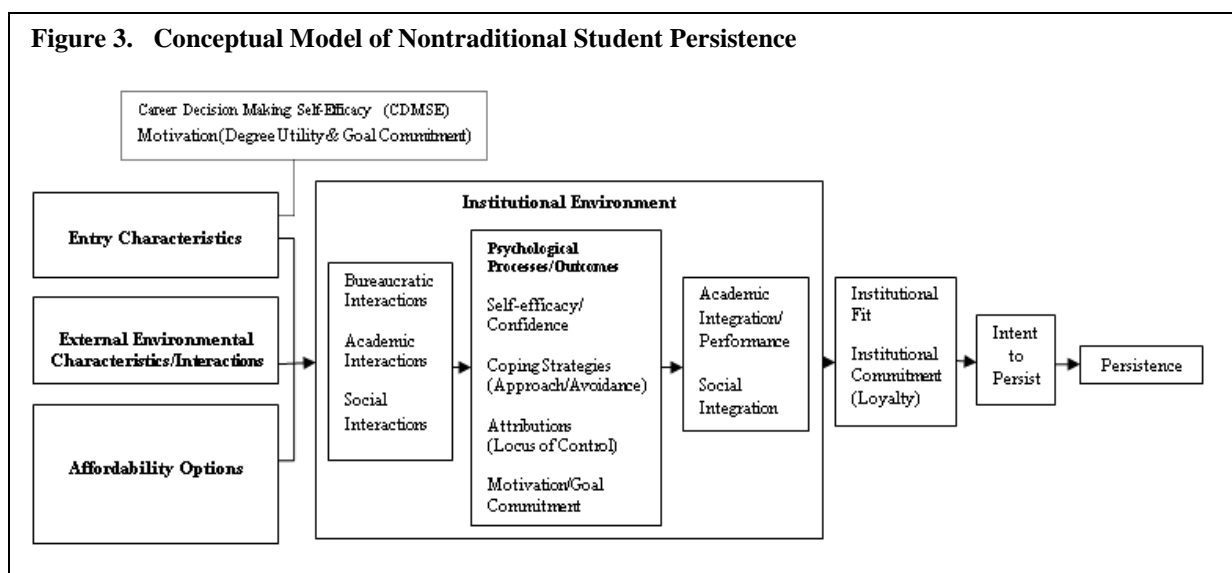 Figure 3. Conceptual Model of Nontraditional Student Persistence
Career Decision Making Self-Efficacy (CDMSE)
Motivation(Degree Utility & Goal Commitment)
Entry Characteristics
External Environmental
Characteristics/Interactions
Affordability Options
Institutional Environment
Bureaucratic
Interactions
Academic
Interactions
Social
Interactions
Psychological
Processes/Outcomes
Self-efficacy/
Confidence
Coping Strategies
(Approach/Avoidance)
Attributions
(Locus of Control)
Motivation/Goal
Commitment
Academic
Integration/
Performance
Social
Integration
Institutional
Fit
Institutional
Commitment
(Loyalty)
Intent
to
Persist
Persistence